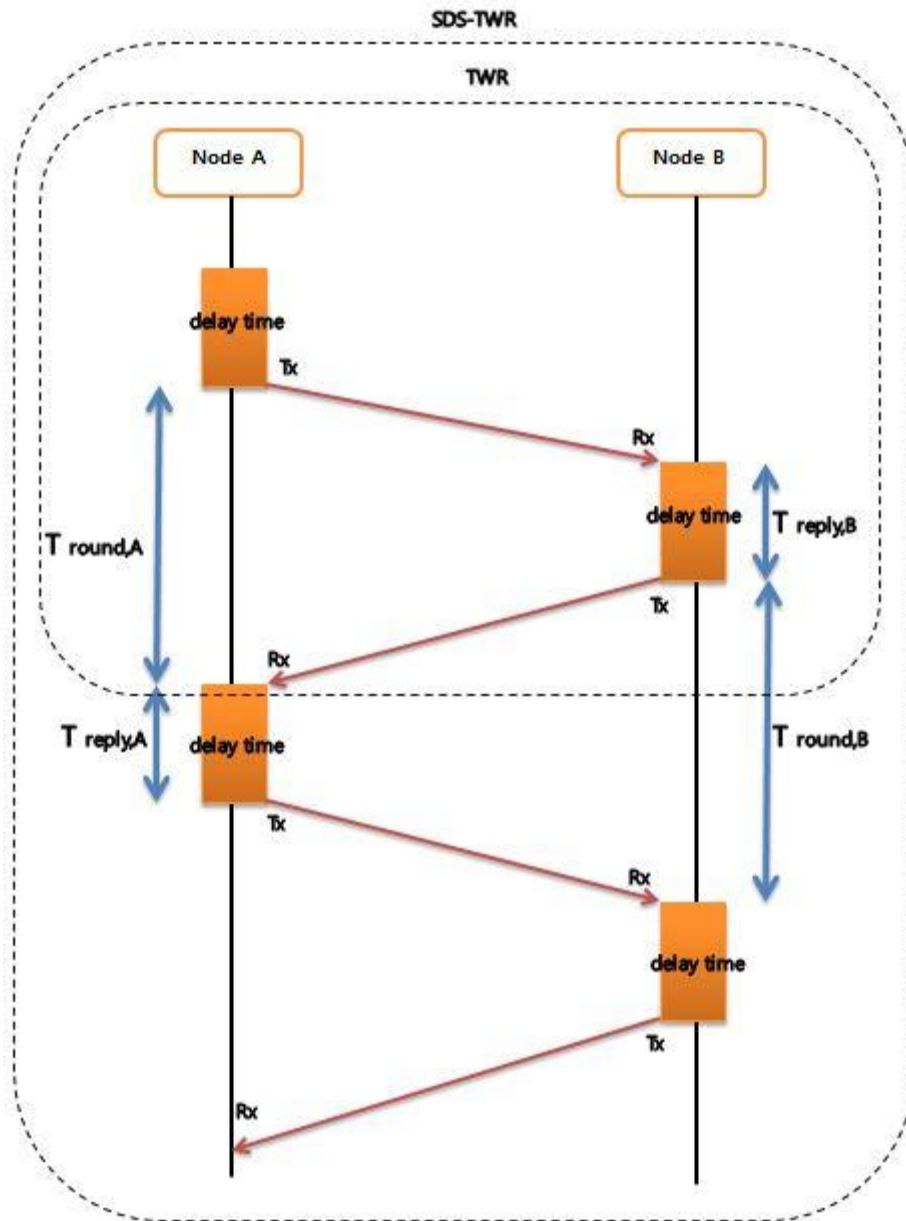 SDS-TWR
TWR
Node A
Node B
delay time
Tx
Rx
delay time
T reply,B
T round,A
Tx
Rx
T reply,A
delay time
T round,B
Tx
Rx
delay time
Tx
Rx